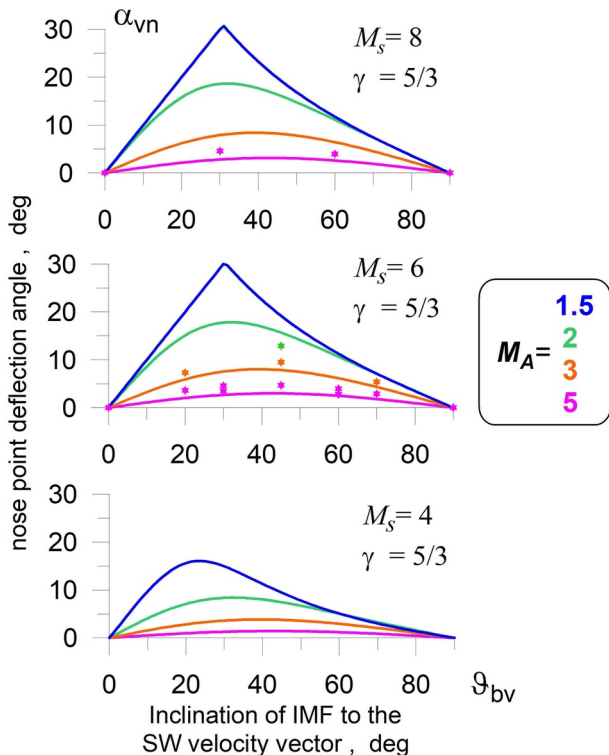 α_vn
30
20
10
0
M_s = 8
γ = 5/3
0 20 40 60 80
30
20
10
0
M_s = 6
γ = 5/3
0 20 40 60 80
30
20
10
0
M_s = 4
γ = 5/3
0 20 40 60 80
ϑ_bv
nose point deflection angle , deg
Inclination of IMF to the
SW velocity vector , deg
M_A =
1.5
2
3
5